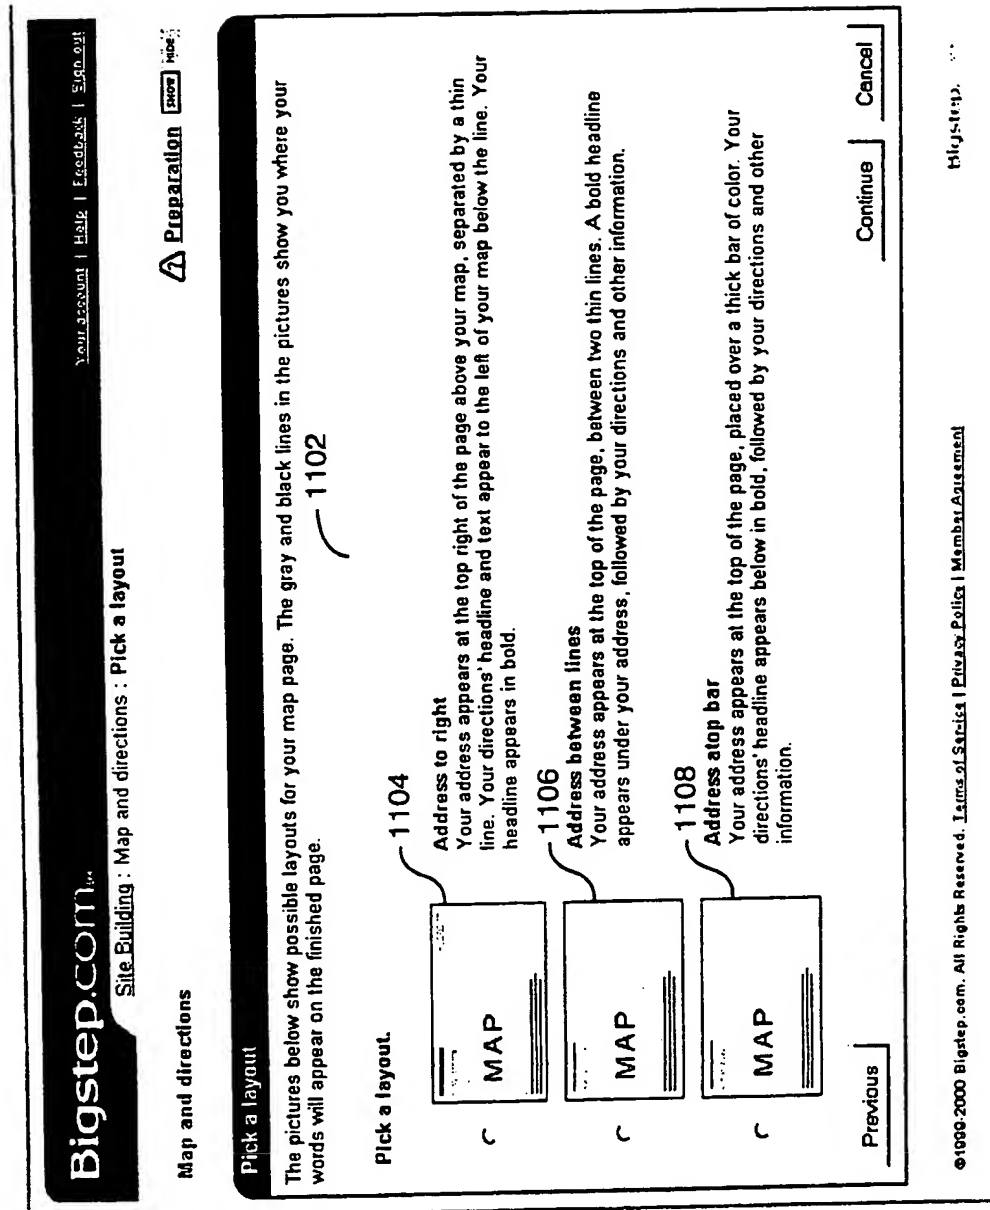 Bigstep.com
Your account | Help | Feedback | Sign out
Site Building : Map and directions : Pick a layout
Map and directions
Preparation SHOW HIDE
Pick a layout
The pictures below show possible layouts for your map page. The gray and black lines in the pictures show you where your
words will appear on the finished page.
1102
Pick a layout.
1104
MAP
Address to right
Your address appears at the top right of the page above your map, separated by a thin
line. Your directions' headline and text appear to the left of your map below the line. Your
headline appears in bold.
1106
MAP
Address between lines
Your address appears at the top of the page, between two thin lines. A bold headline
appears under your address, followed by your directions and other information.
1108
MAP
Address atop bar
Your address appears at the top of the page, placed over a thick bar of color. Your
directions' headline appears below in bold, followed by your directions and other
information.
Previous
Continue
Cancel
©1999-2000 Bigstep.com. All Rights Reserved. Terms of Service | Privacy Policy | Member Agreement
Bigstep.